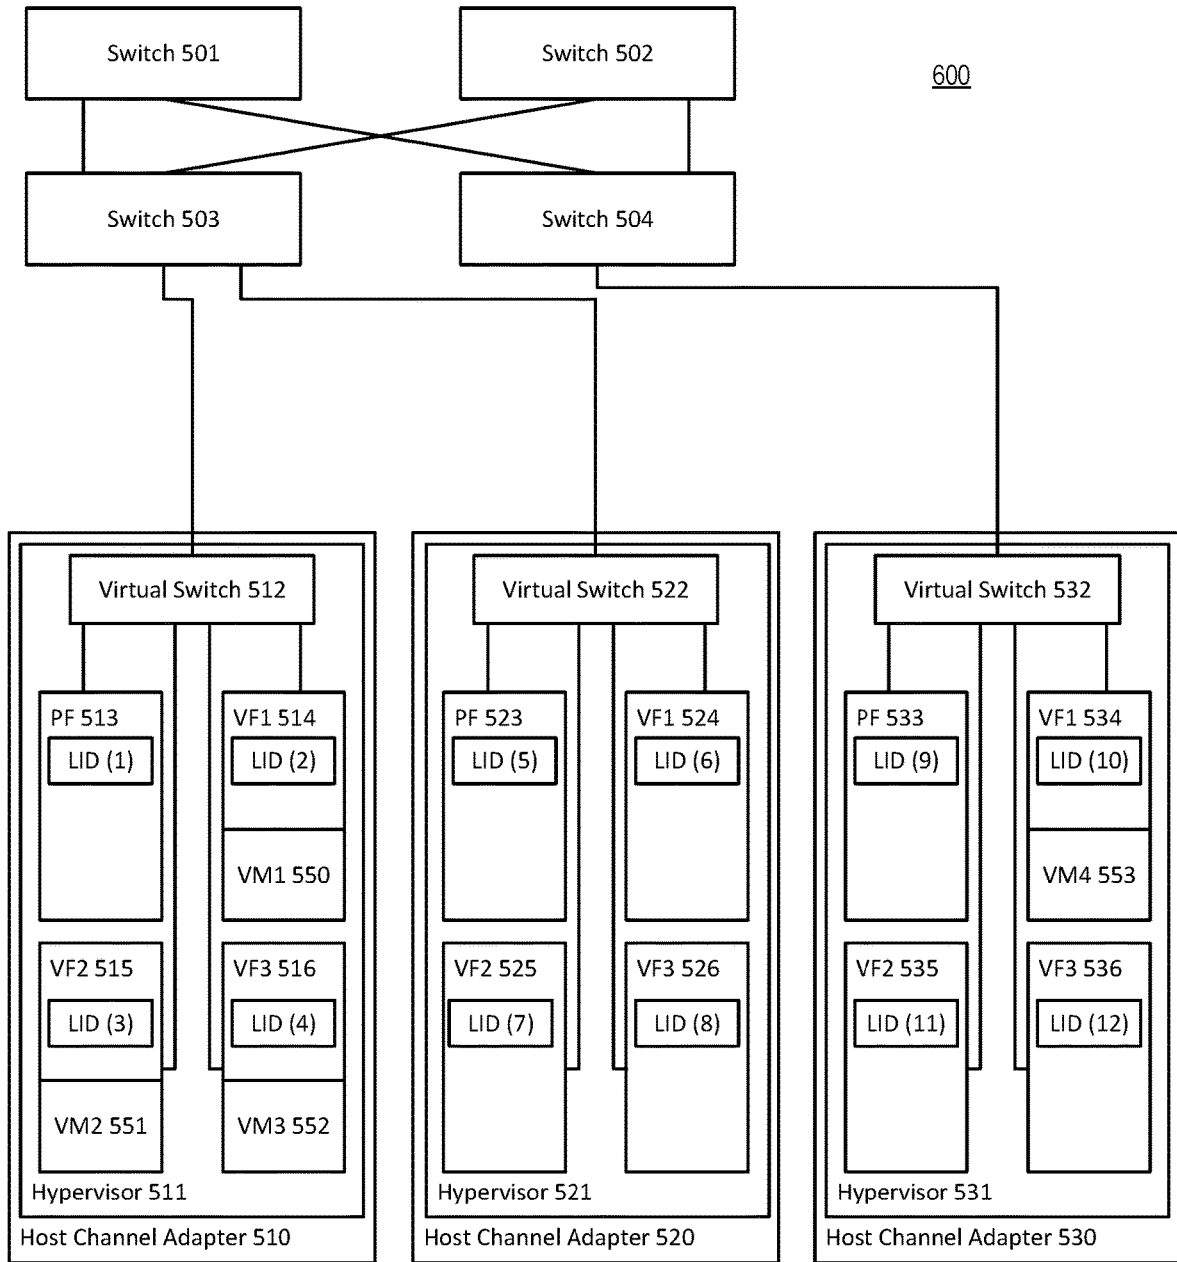 Switch 501
Switch 502
600
Switch 503
Switch 504
Virtual Switch 512
Virtual Switch 522
Virtual Switch 532
PF 513
LID (1)
VF1 514
LID (2)
VM1 550
VF2 515
LID (3)
VM2 551
VF3 516
LID (4)
VM3 552
Hypervisor 511
Host Channel Adapter 510
PF 523
LID (5)
VF1 524
LID (6)
VF2 525
LID (7)
VF3 526
LID (8)
Hypervisor 521
Host Channel Adapter 520
PF 533
LID (9)
VF1 534
LID (10)
VM4 553
VF2 535
LID (11)
VF3 536
LID (12)
Hypervisor 531
Host Channel Adapter 530